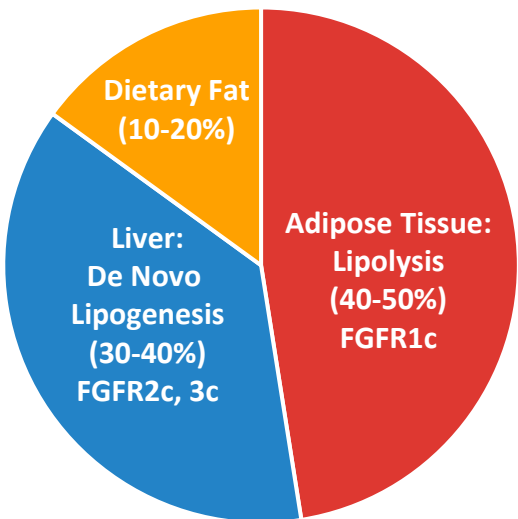 Dietary Fat
(10-20%)
Adipose Tissue:
Lipolysis
(40-50%)
FGFR1c
Liver:
De Novo
Lipogenesis
(30-40%)
FGFR2c, 3c